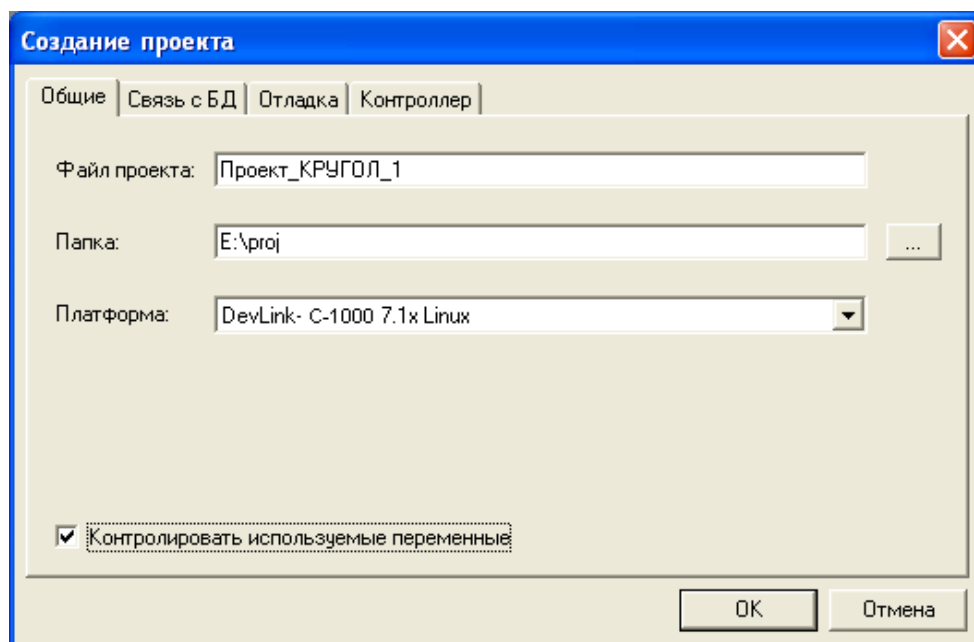 Создание проекта
Общие Связь с БД Отладка Контроллер
Файл проекта: Проект_КРУГОЛ_1
Папка: E:\proj ...
Платформа: DevLink- C-1000 7.1x Linux
Контролировать используемые переменные
OK Отмена